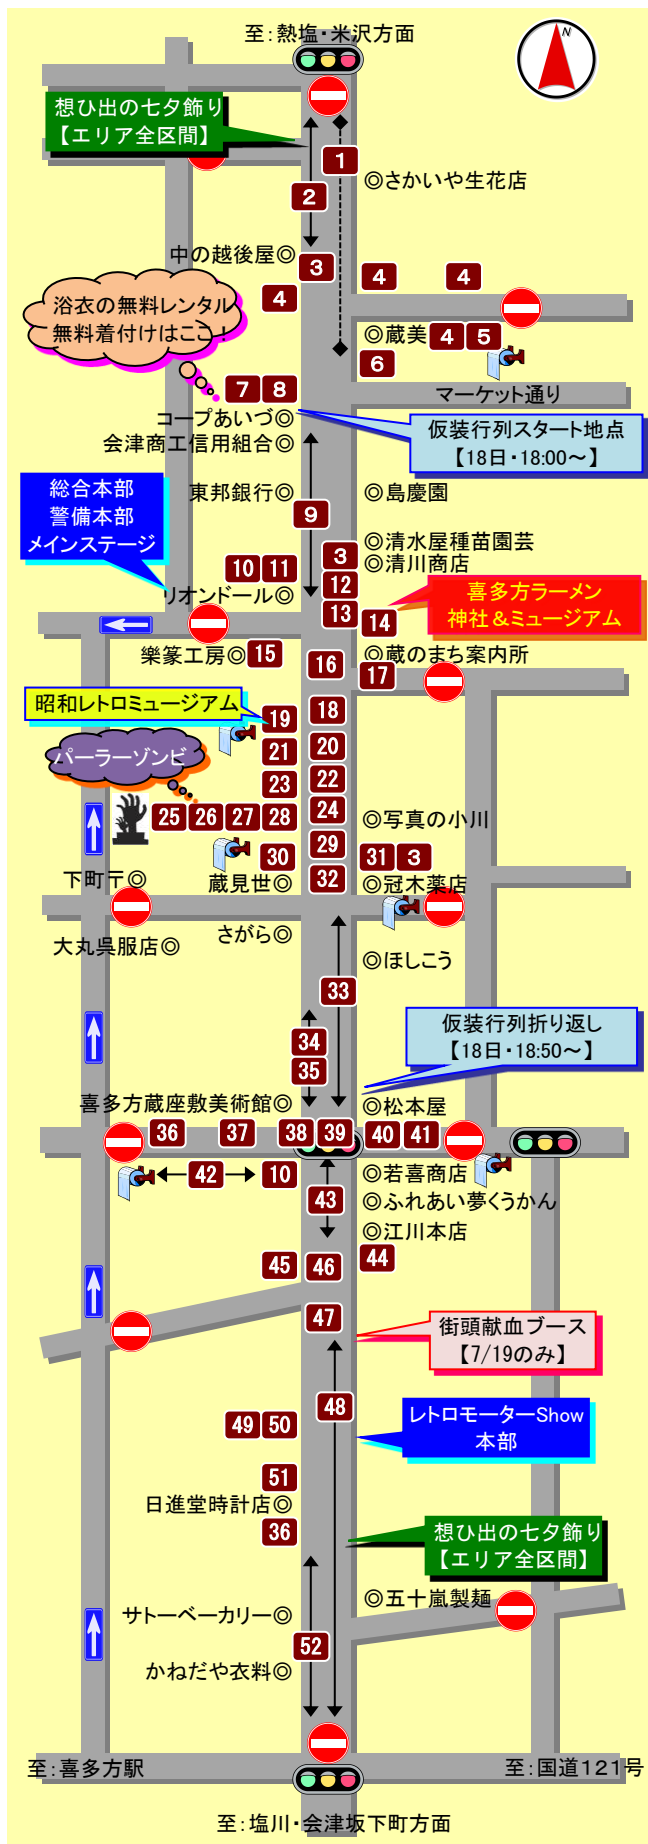 至：熱塩・米沢方面
N
想ひ出の七夕飾り
【エリア全区間】
1
◎さかいや生花店
2
中の越後屋◎
3
4
4
4
浴衣の無料レンタル
無料着付けはここ！
◎蔵美
4
5
6
7
8
マーケット通り
コープあいづ◎
仮装行列スタート地点
【18日・18:00～】
会津商工信用組合◎
総合本部
警備本部
メインステージ
東邦銀行◎
◎島慶園
9
◎清水屋種苗園芸
3
◎清川商店
10
11
12
リオンドール◎
喜多方ラーメン
神社＆ミュージアム
13
14
樂篆工房◎
15
16
◎蔵のまち案内所
17
昭和レトロミュージアム
18
19
パーラーゾンビ
20
21
22
23
24
25
26
27
28
◎写真の小川
29
30
31
3
下町〒◎
蔵見世◎
32
◎冠木薬店
さがら◎
大丸呉服店◎
◎ほしこう
33
仮装行列折り返し
【18日・18:50～】
34
35
喜多方蔵座敷美術館◎
◎松本屋
36
37
38
39
40
41
42
10
◎若喜商店
43
◎ふれあい夢くうかん
◎江川本店
44
45
46
47
街頭献血ブース
【7/19のみ】
48
レトロモーターShow
本部
49
50
51
日進堂時計店◎
36
想ひ出の七夕飾り
【エリア全区間】
◎五十嵐製麺
サトーベーカリー◎
52
かねだや衣料◎
至：喜多方駅
至：国道１２１号
至：塩川・会津坂下町方面